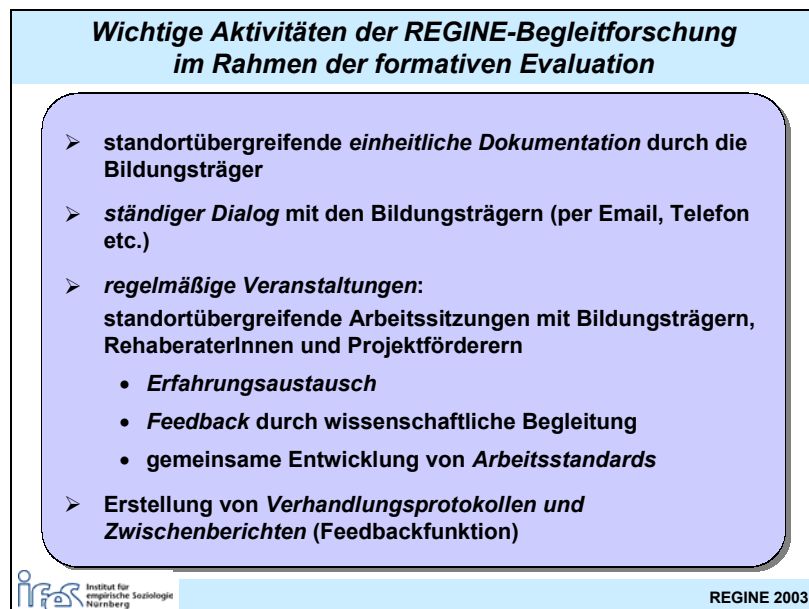 Wichtige Aktivitäten der REGINE-Begleitforschung
im Rahmen der formativen Evaluation
➢ standortübergreifende einheitliche Dokumentation durch die
Bildungsträger
➢ ständiger Dialog mit den Bildungsträgern (per Email, Telefon
etc.)
➢ regelmäßige Veranstaltungen:
standortübergreifende Arbeitssitzungen mit Bildungsträgern,
RehaberaterInnen und Projektförderern
• Erfahrungsaustausch
• Feedback durch wissenschaftliche Begleitung
• gemeinsame Entwicklung von Arbeitsstandards
➢ Erstellung von Verhandlungsprotokollen und
Zwischenberichten (Feedbackfunktion)
ifes
Institut für
empirische Soziologie
Nürnberg
REGINE 2003